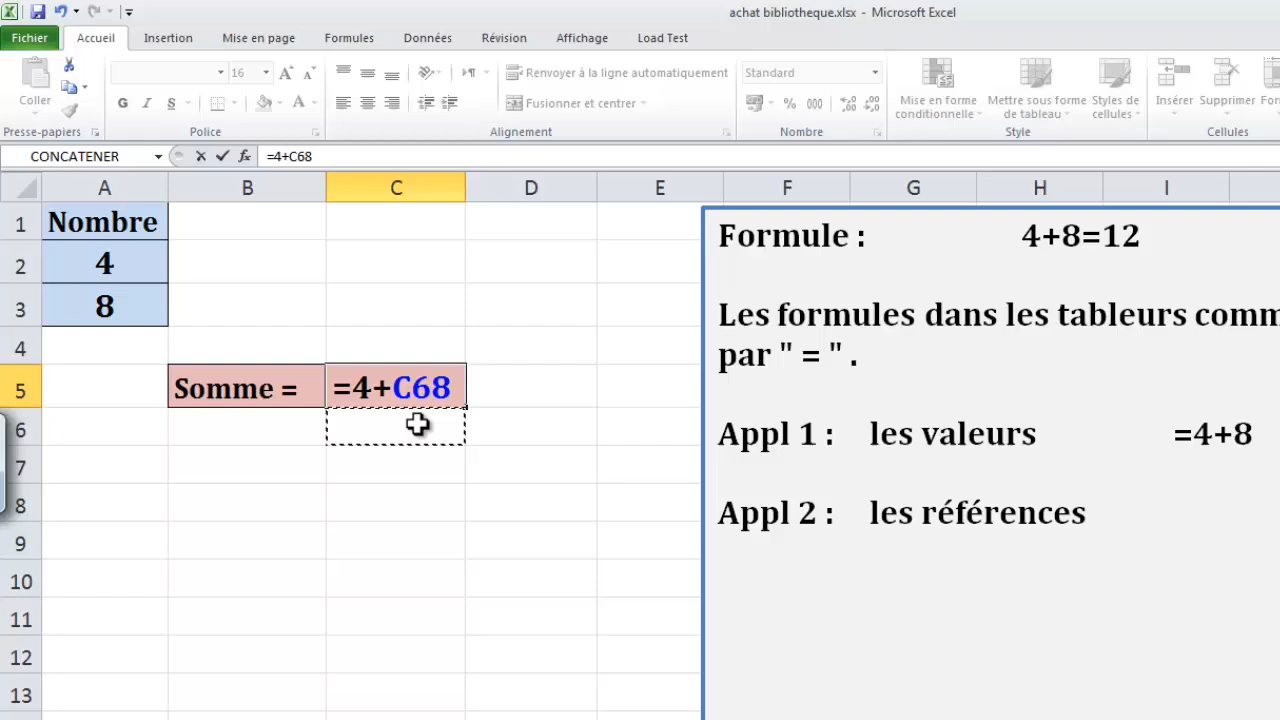 achat bibliotheque.xlsx - Microsoft Excel
Fichier Accueil Insertion Mise en page Formules Données Révision Affichage Load Test
16 Renvoyer à la ligne automatiquement Standard
Coller G I S Fusionner et centrer % 000 Mise en forme conditionnelle Mettre sous forme de tableau Styles de cellules Insérer Supprimer
Presse-papiers Police Alignement Nombre Style Cellules
CONCATENER =4+C68
A B C D E F G H I
1 Nombre
2 4
3 8
4
5 Somme = =4+C68
6
7
8
9
10
11
12
13
Formule : 4+8=12
Les formules dans les tableurs comm
par " = " .
Appl 1 : les valeurs =4+8
Appl 2 : les références